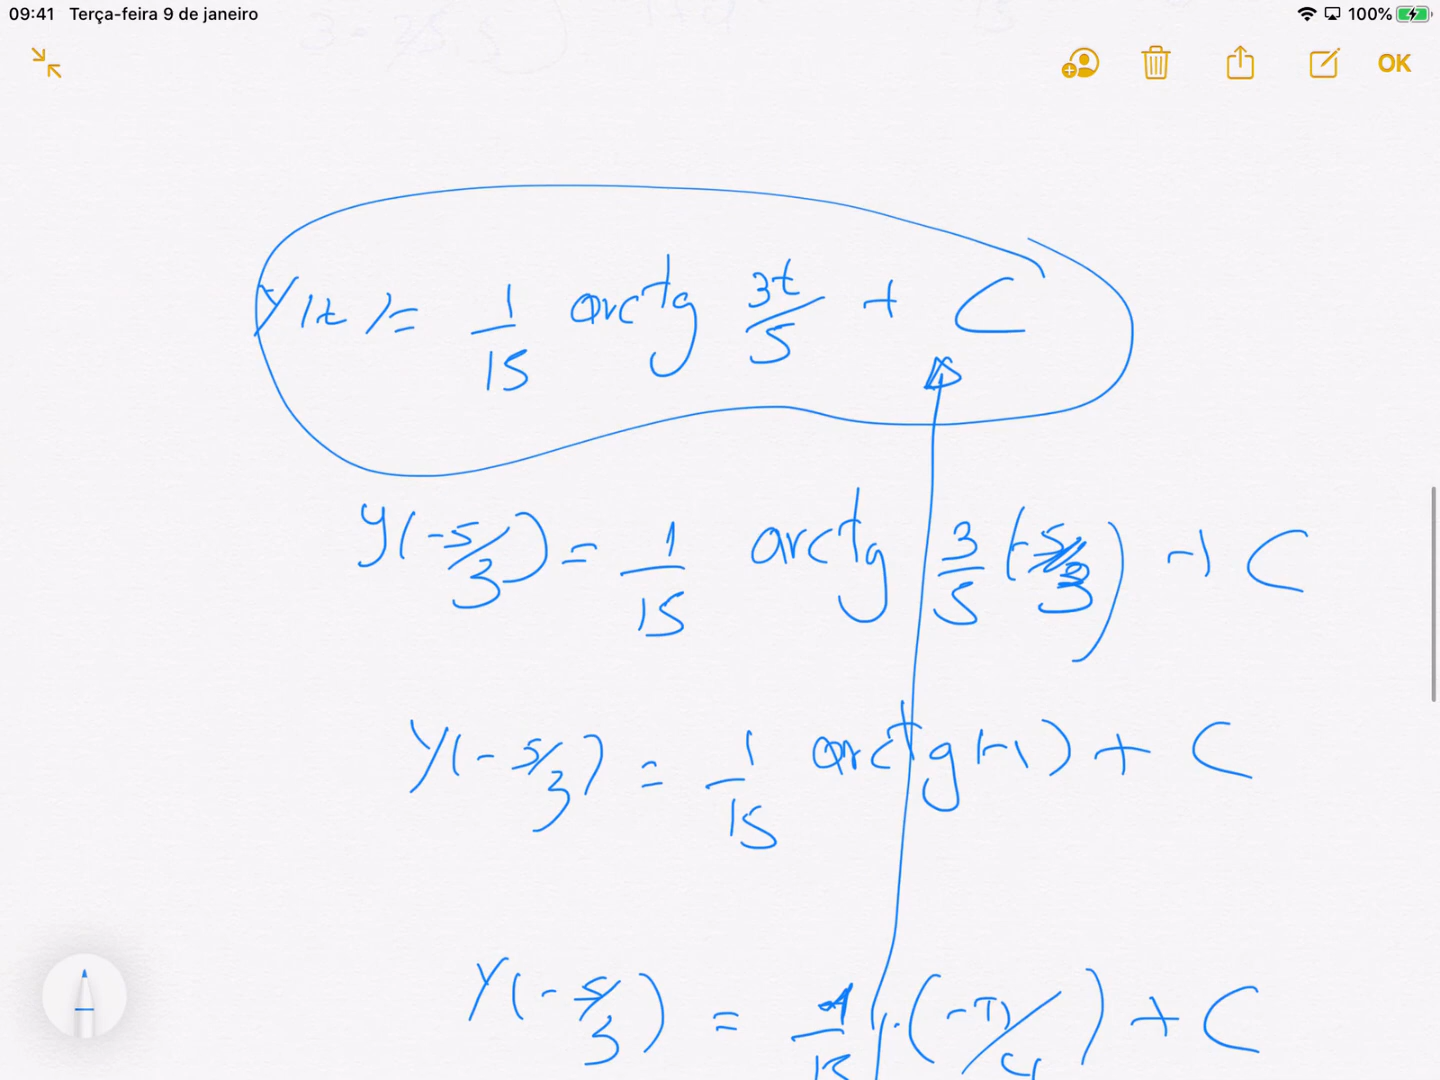 09:41 Terça-feira 9 de janeiro 100%
OK
y(t) = 1/15 arctg 3t/5 + C
y(-5/3) = 1/15 arctg 3/5 (-5/3) + C
y(-5/3) = 1/15 arctg(-1) + C
y(-5/3) = 1/15 · (-π/4) + C